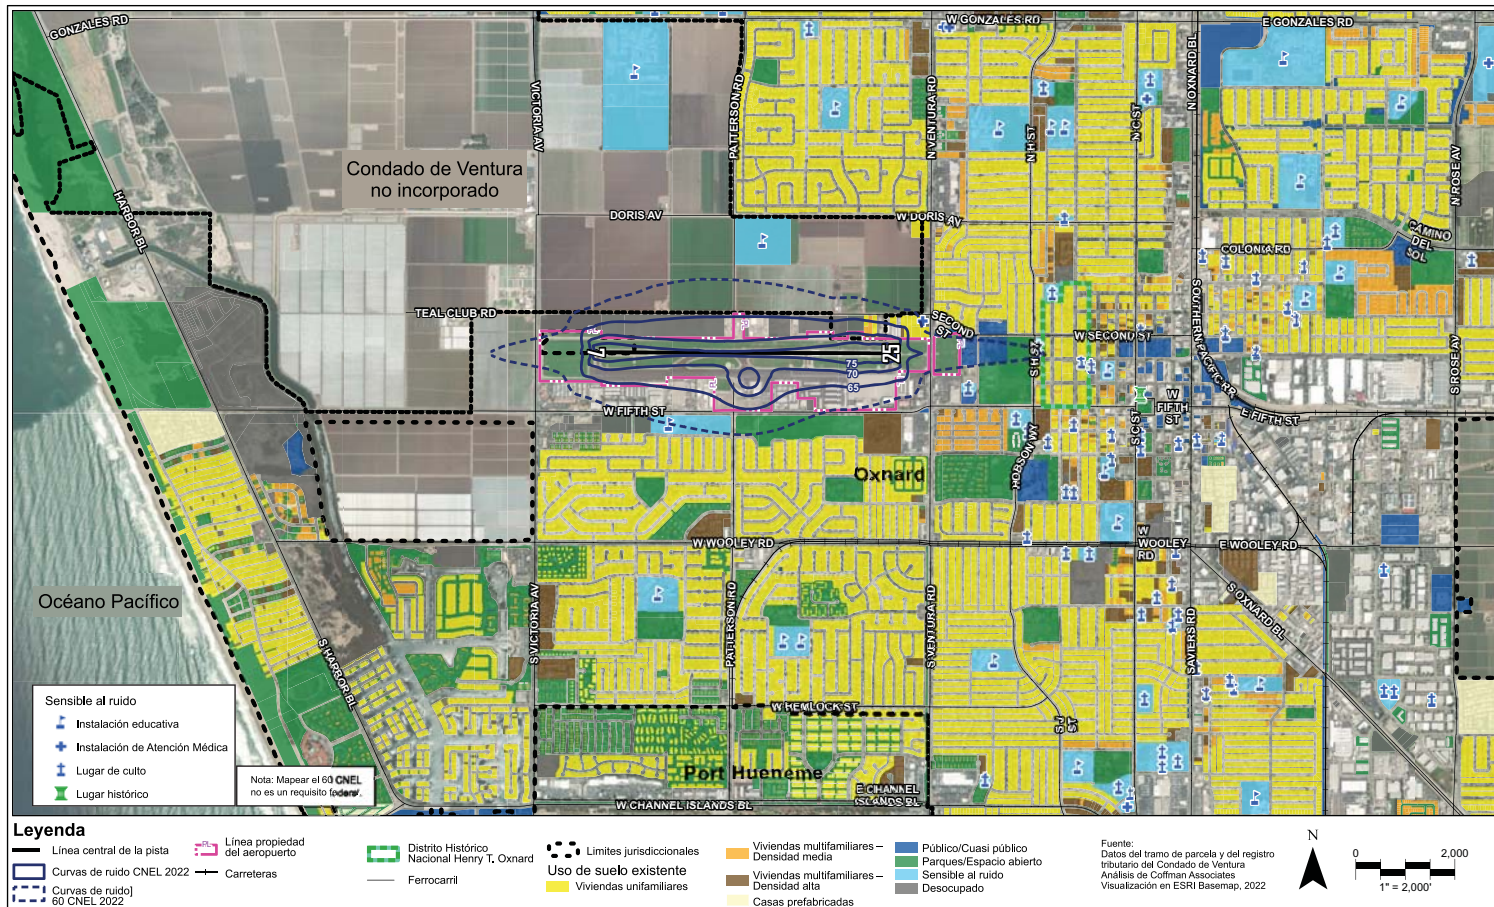 GONZALES RD
W GONZALES RD
E GONZALES RD
VICTORIA AV
PATTERSON RD
N VENTURA RD
N H ST
N C ST
N OXNARD BL
N ROSE AV
Condado de Ventura
no incorporado
HARBOR BL
DORIS AV
W DORIS AV
CAMINO
DEL
SOL
COLONIA RD
TEAL CLUB RD
SECOND
ST
W SECOND ST
SOUTHERN PACIFIC RR
S ROSE AV
7
25
75
70
65
S H ST
W FIFTH ST
W
FIFTH
ST
E FIFTH ST
S C ST
HOBSON WY
Oxnard
W WOOLEY RD
W
WOOLEY
RD
E WOOLEY RD
S OXNARD BL
Océano Pacífico
S HARBOR BL
S VICTORIA AV
PATTERSON RD
S VENTURA RD
SAVIERS RD
W HEMLOCK ST
S J
ST
Port Hueneme
W CHANNEL ISLANDS BL
E CHANNEL
ISLANDS BL
Sensible al ruido
Instalación educativa
Instalación de Atención Médica
Lugar de culto
Lugar histórico
Nota: Mapear el 60 CNEL
no es un requisito federal.
Leyenda
Línea central de la pista
Curvas de ruido CNEL 2022
Curvas de ruido]
60 CNEL 2022
PL
Línea propiedad
del aeropuerto
Carreteras
Distrito Histórico
Nacional Henry T. Oxnard
Ferrocarril
Limites jurisdiccionales
Uso de suelo existente
Viviendas unifamiliares
Viviendas multifamiliares –
Densidad media
Viviendas multifamiliares –
Densidad alta
Casas prefabricadas
Público/Cuasi público
Parques/Espacio abierto
Sensible al ruido
Desocupado
Fuente:
Datos del tramo de parcela y del registro
tributario del Condado de Ventura
Análisis de Coffman Associates
Visualización en ESRI Basemap, 2022
N
0 2,000
1" = 2,000'